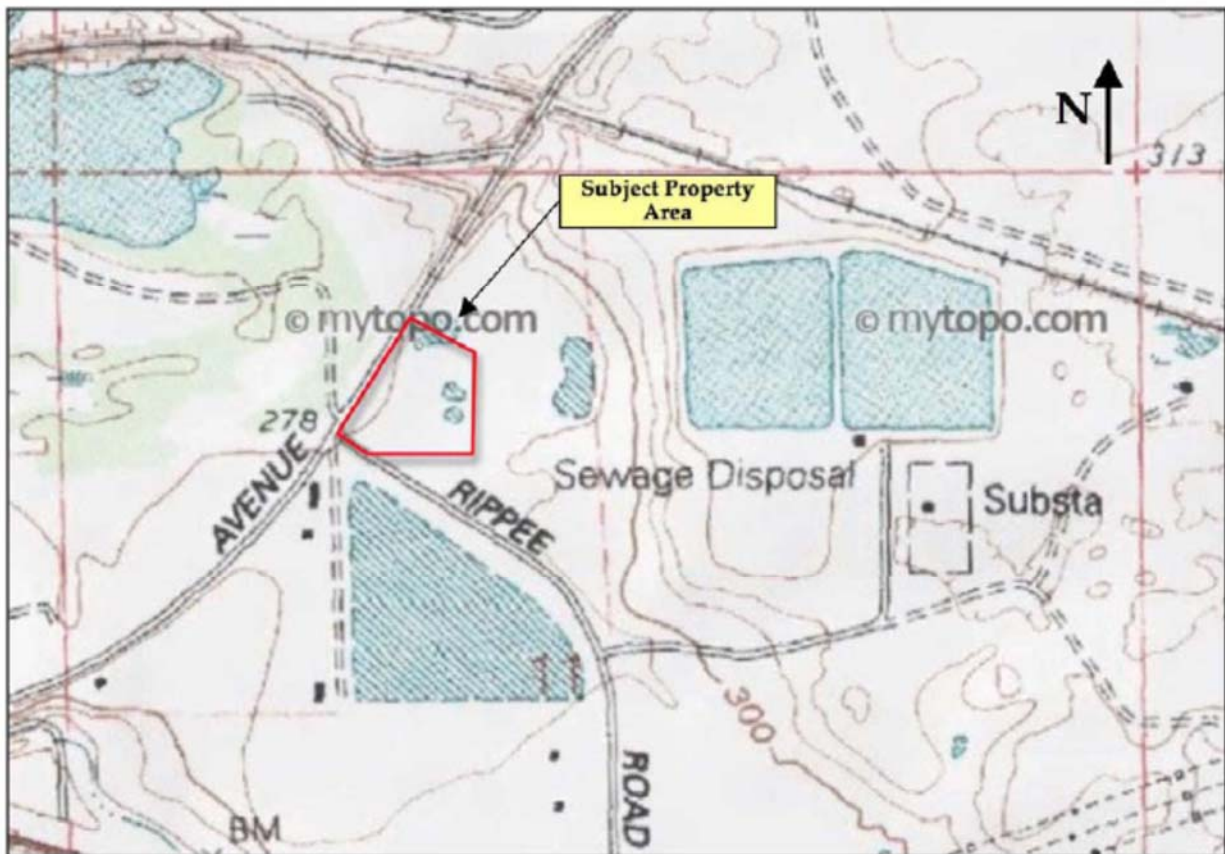 N
313
Subject Property
Area
© mytopo.com
© mytopo.com
278
AVENUE
RIPPEE
Sewage Disposal
Substa
300
ROAD
BM